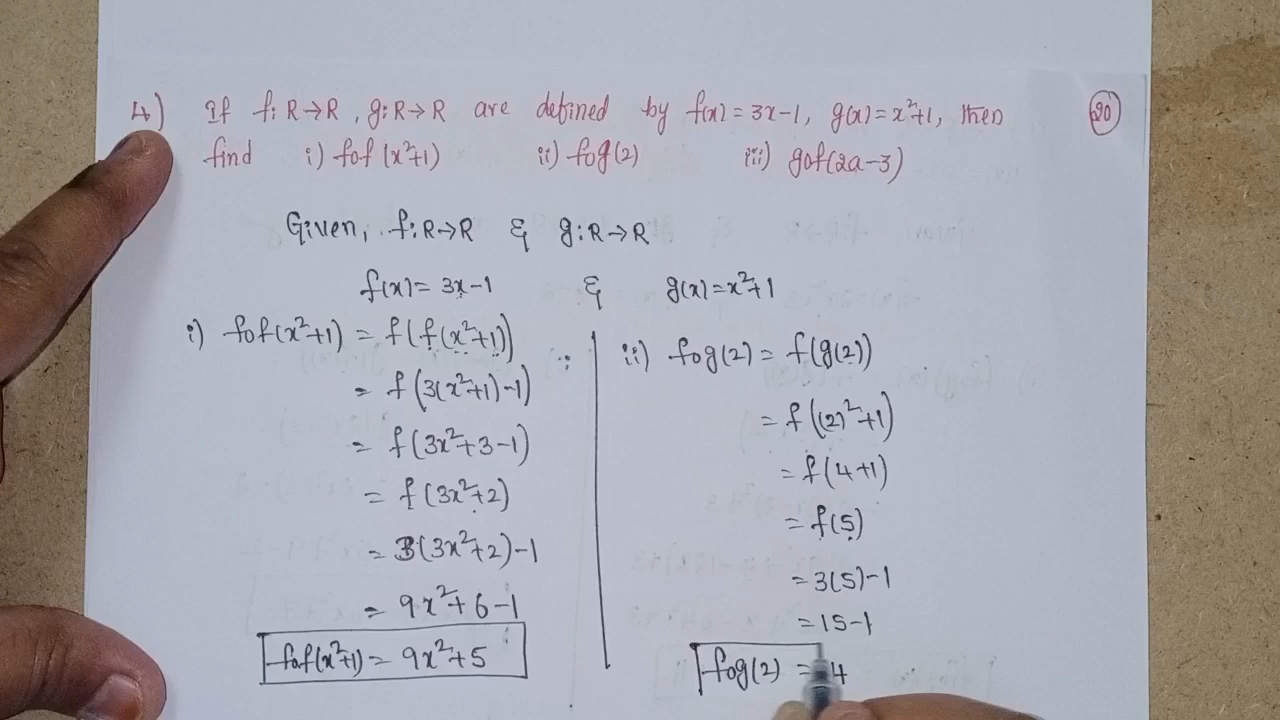 4) If f:R→R, g:R→R are defined by f(x) = 3x-1, g(x) = x²+1, then
20
find i) fof (x²+1) ii) fog(2) iii) gof(2a-3)
Given, f:R→R & g:R→R
f(x) = 3x-1 & g(x) = x²+1
i) fof(x²+1) = f(f(x²+1))
= f(3(x²+1)-1)
= f(3x²+3-1)
= f(3x²+2)
= 3(3x²+2)-1
= 9x²+6-1
fof(x²+1) = 9x²+5
ii) fog(2) = f(g(2))
= f((2)²+1)
= f(4+1)
= f(5)
= 3(5)-1
= 15-1
fog(2) = 4